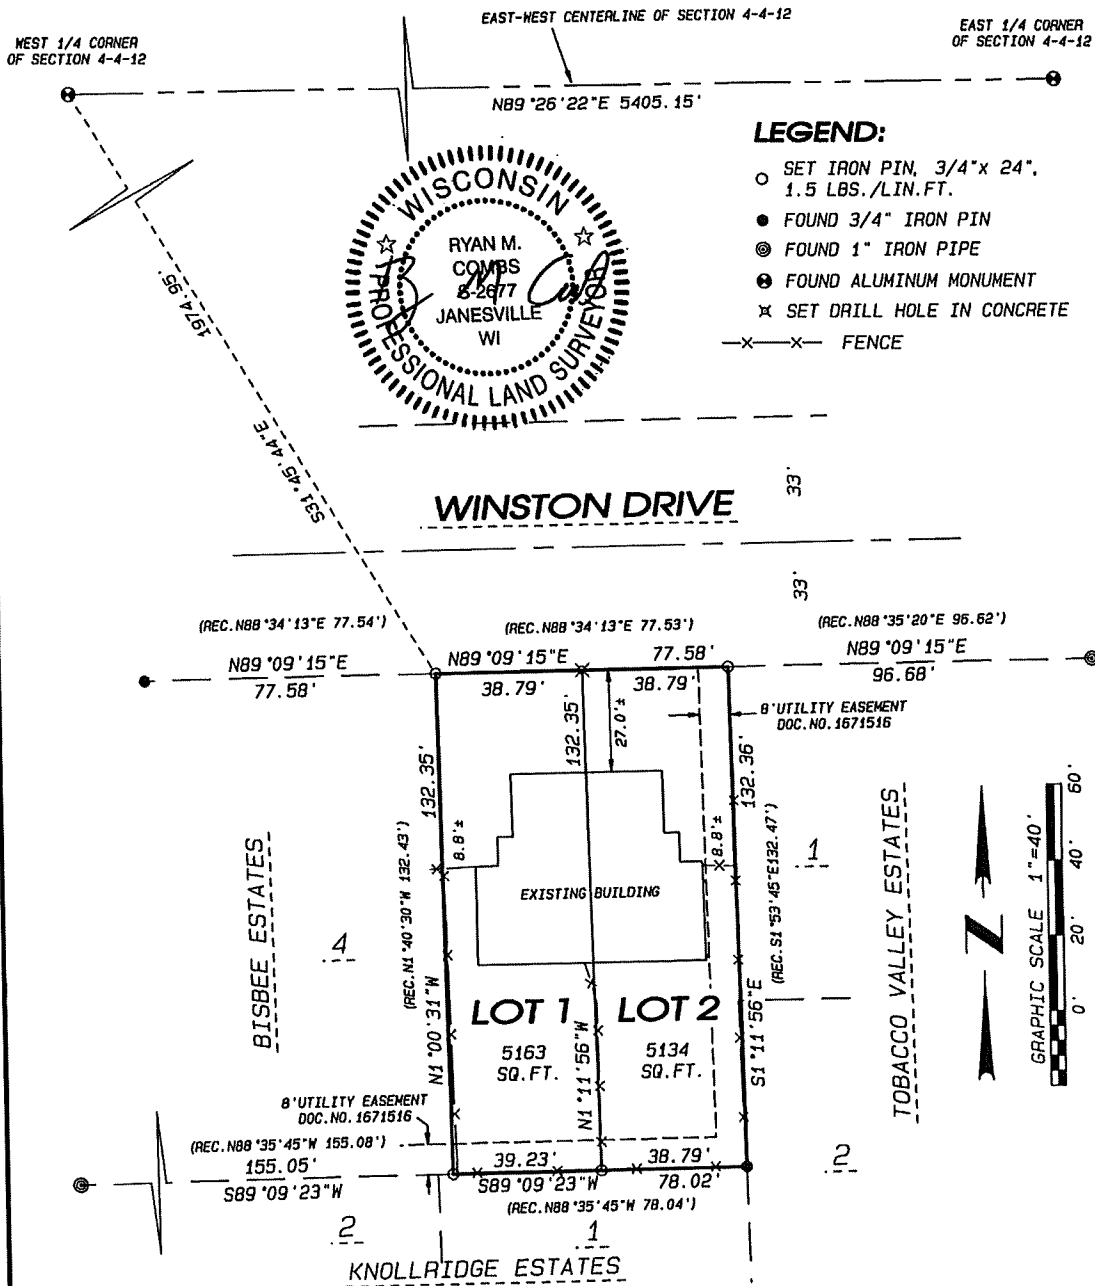 EAST-WEST CENTERLINE OF SECTION 4-4-12
WEST 1/4 CORNER
OF SECTION 4-4-12
EAST 1/4 CORNER
OF SECTION 4-4-12
N89°26'22"E 5405.15'
LEGEND:
SET IRON PIN, 3/4"x 24",
1.5 LBS./LIN.FT.
FOUND 3/4" IRON PIN
FOUND 1" IRON PIPE
FOUND ALUMINUM MONUMENT
SET DRILL HOLE IN CONCRETE
FENCE
WISCONSIN
RYAN M.
COMBS
S-2677
JANESVILLE
WI
PROFESSIONAL LAND SURVEYOR
1974.95'
S31°45'44"E
33'
WINSTON DRIVE
33'
(REC.N88°34'13"E 77.54')
(REC.N88°34'13"E 77.53')
(REC.N88°35'20"E 96.62')
N89°09'15"E
77.58'
N89°09'15"E 77.58'
38.79' 38.79'
N89°09'15"E
96.68'
8'UTILITY EASEMENT
DOC.NO.1671516
132.35'
132.35'
27.0'±
132.36'
8.8'±
8.8'±
(REC.N1°40'30"W 132.43')
(REC.S1°53'45"E132.47')
EXISTING BUILDING
BISBEE ESTATES
4
1
TOBACCO VALLEY ESTATES
N
GRAPHIC SCALE 1"=40'
0' 20' 40' 60'
N1°00'31"W
LOT 1
5163
SQ.FT.
N1°11'56"W
LOT 2
5134
SQ.FT.
S1°11'56"E
8'UTILITY EASEMENT
DOC.NO.1671516
(REC.N88°35'45"W 155.08')
155.05'
S89°09'23"W
39.23' 38.79'
S89°09'23"W 78.02'
(REC.N88°35'45"W 78.04')
2
2
1
KNOLLRIDGE ESTATES